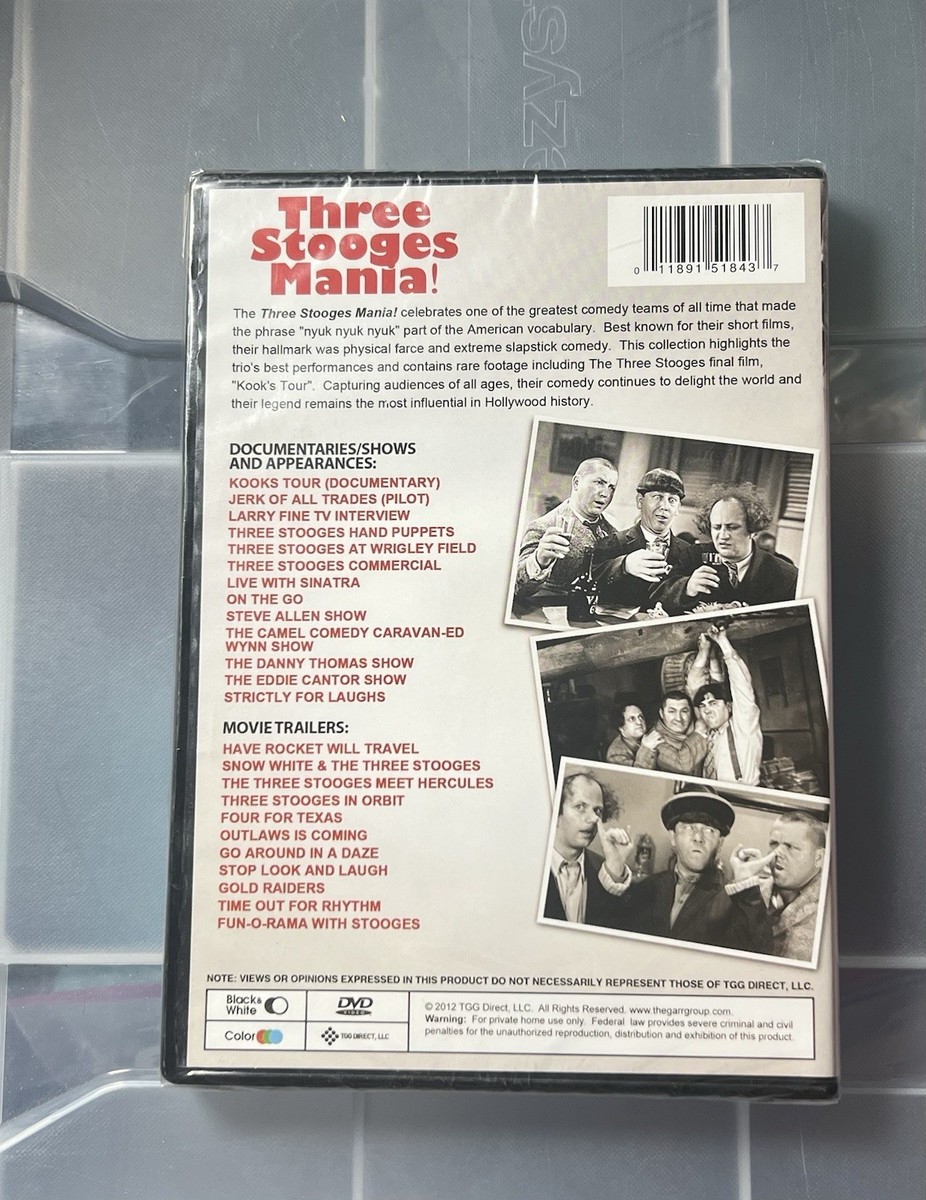 ezys
Three
Stooges
Mania!
0 11891 51843 7
The Three Stooges Mania! celebrates one of the greatest comedy teams of all time that made
the phrase "nyuk nyuk nyuk" part of the American vocabulary. Best known for their short films,
their hallmark was physical farce and extreme slapstick comedy. This collection highlights the
trio's best performances and contains rare footage including The Three Stooges final film,
"Kook's Tour". Capturing audiences of all ages, their comedy continues to delight the world and
their legend remains the most influential in Hollywood history.
DOCUMENTARIES/SHOWS
AND APPEARANCES:
KOOKS TOUR (DOCUMENTARY)
JERK OF ALL TRADES (PILOT)
LARRY FINE TV INTERVIEW
THREE STOOGES HAND PUPPETS
THREE STOOGES AT WRIGLEY FIELD
THREE STOOGES COMMERCIAL
LIVE WITH SINATRA
ON THE GO
STEVE ALLEN SHOW
THE CAMEL COMEDY CARAVAN-ED
WYNN SHOW
THE DANNY THOMAS SHOW
THE EDDIE CANTOR SHOW
STRICTLY FOR LAUGHS
MOVIE TRAILERS:
HAVE ROCKET WILL TRAVEL
SNOW WHITE & THE THREE STOOGES
THE THREE STOOGES MEET HERCULES
THREE STOOGES IN ORBIT
FOUR FOR TEXAS
OUTLAWS IS COMING
GO AROUND IN A DAZE
STOP LOOK AND LAUGH
GOLD RAIDERS
TIME OUT FOR RHYTHM
FUN-O-RAMA WITH STOOGES
NOTE: VIEWS OR OPINIONS EXPRESSED IN THIS PRODUCT DO NOT NECESSARILY REPRESENT THOSE OF TGG DIRECT, LLC.
Black&
White
DVD
VIDEO
Color
TGG DIRECT, LLC
© 2012 TGG Direct, LLC. All Rights Reserved. www.thegarrgroup.com.
Warning: For private home use only. Federal law provides severe criminal and civil
penalties for the unauthorized reproduction, distribution and exhibition of this product.